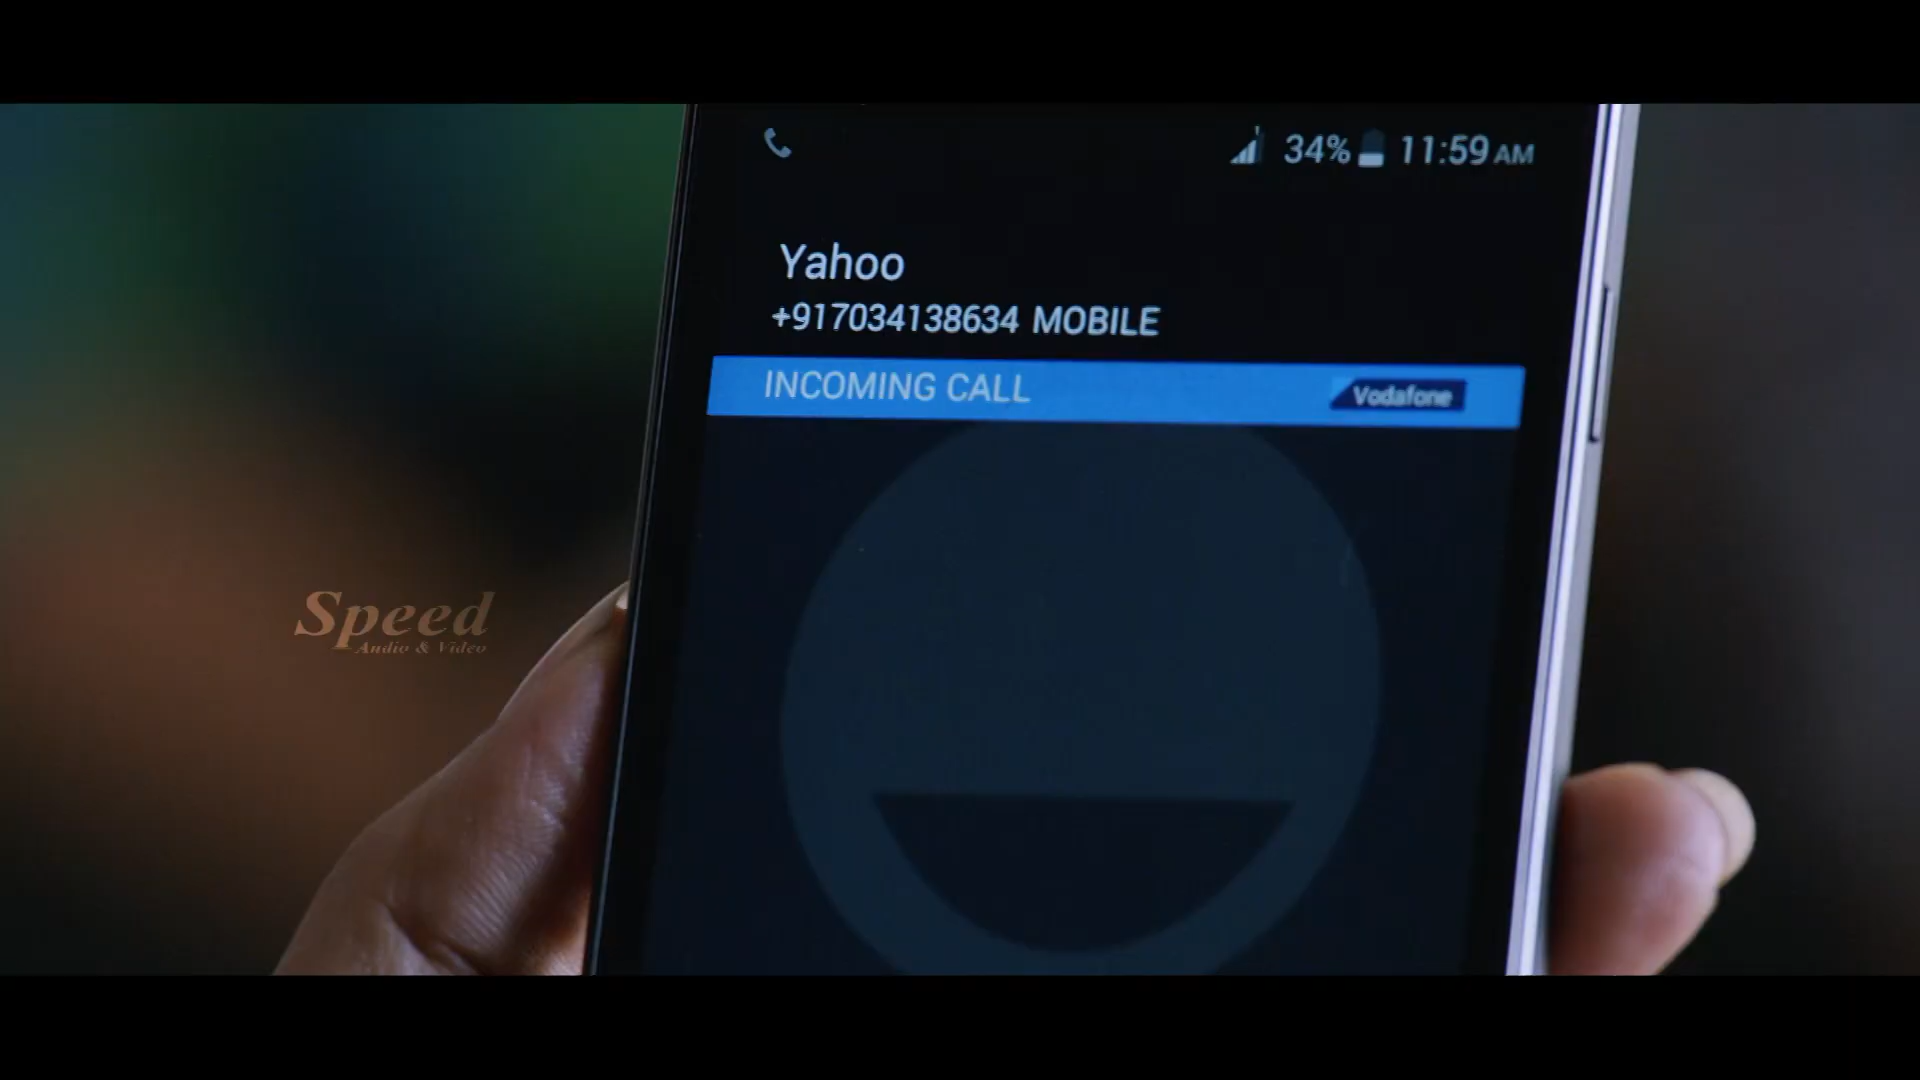 34% 11:59 AM
Yahoo
+917034138634 MOBILE
INCOMING CALL Vodafone
Speed
Audio & Video